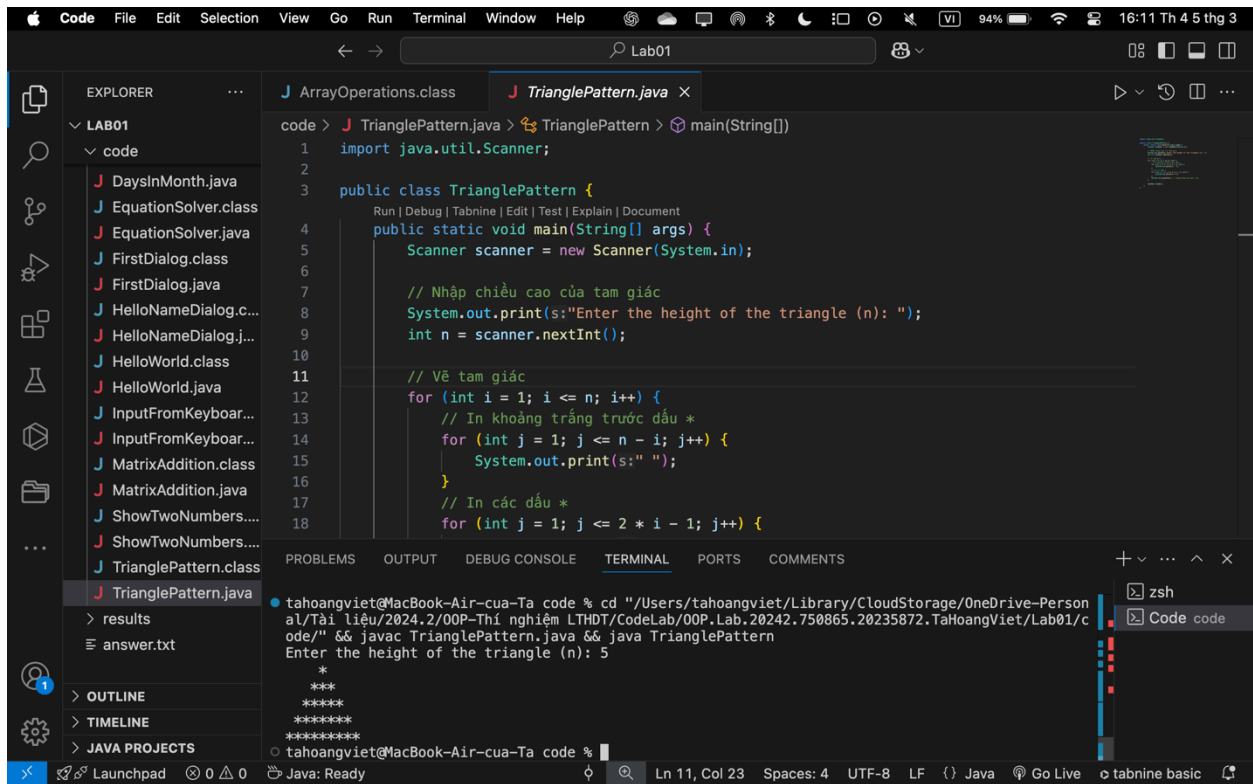 Code File Edit Selection View Go Run Terminal Window Help VI 94% 16:11 Th 4 5 thg 3
Lab01
EXPLORER
LAB01
code
DaysInMonth.java
EquationSolver.class
EquationSolver.java
FirstDialog.class
FirstDialog.java
HelloNameDialog.c...
HelloNameDialog.j...
HelloWorld.class
HelloWorld.java
InputFromKeyboar...
InputFromKeyboar...
MatrixAddition.class
MatrixAddition.java
ShowTwoNumbers....
ShowTwoNumbers....
TrianglePattern.class
TrianglePattern.java
results
answer.txt
OUTLINE
TIMELINE
JAVA PROJECTS
ArrayOperations.class TrianglePattern.java
code > TrianglePattern.java > TrianglePattern > main(String[])
1 import java.util.Scanner;
2
3 public class TrianglePattern {
Run | Debug | Tabnine | Edit | Test | Explain | Document
4 public static void main(String[] args) {
5 Scanner scanner = new Scanner(System.in);
6
7 // Nhập chiều cao của tam giác
8 System.out.print(s:"Enter the height of the triangle (n): ");
9 int n = scanner.nextInt();
10
11 // Vẽ tam giác
12 for (int i = 1; i <= n; i++) {
13 // In khoảng trắng trước dấu *
14 for (int j = 1; j <= n - i; j++) {
15 System.out.print(s:" ");
16 }
17 // In các dấu *
18 for (int j = 1; j <= 2 * i - 1; j++) {
PROBLEMS OUTPUT DEBUG CONSOLE TERMINAL PORTS COMMENTS
tahoangviet@MacBook-Air-cua-Ta code % cd "/Users/tahoangviet/Library/CloudStorage/OneDrive-Person
al/Tài liệu/2024.2/OOP-Thí nghiệm LTHDT/CodeLab/OOP.Lab.20242.750865.20235872.TaHoangViet/Lab01/c
ode/" && javac TrianglePattern.java && java TrianglePattern
Enter the height of the triangle (n): 5
*
***
*****
*******
*********
tahoangviet@MacBook-Air-cua-Ta code %
zsh
Code code
1
Launchpad 0 0 Java: Ready Ln 11, Col 23 Spaces: 4 UTF-8 LF {} Java Go Live tabnine basic